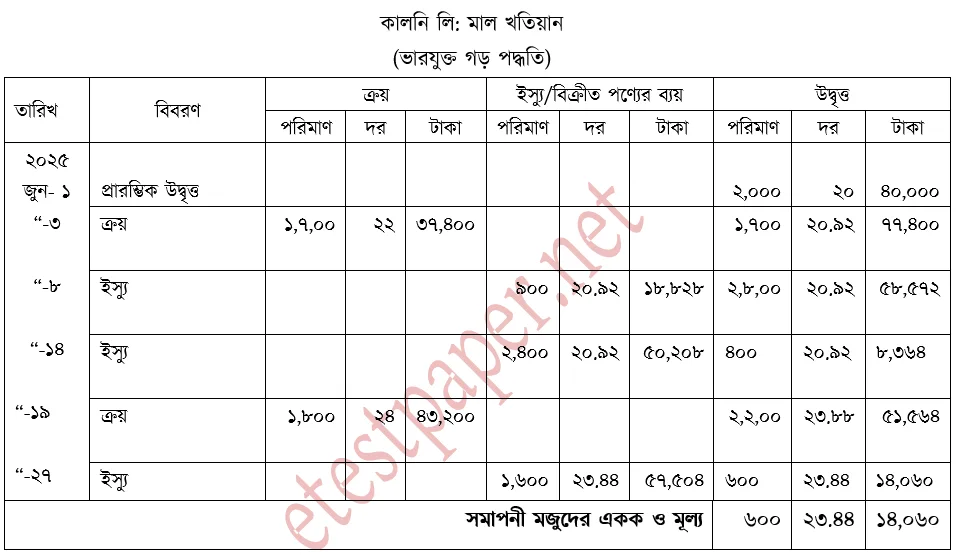 কালনি লি: মাল খতিয়ান
(ভারযুক্ত গড় পদ্ধতি)
তারিখ বিবরণ ক্রয় ইস্যু/বিক্রীত পণ্যের ব্যয় উদ্বৃত্ত
পরিমাণ দর টাকা পরিমাণ দর টাকা পরিমাণ দর টাকা
২০২৫
জুন- ১ প্রারম্ভিক উদ্বৃত্ত ২,০০০ ২০ ৪০,০০০
“-৩ ক্রয় ১,৭,০০ ২২ ৩৭,৪০০ ১,৭০০ ২০.৯২ ৭৭,৪০০
“-৮ ইস্যু ৯০০ ২০.৯২ ১৮,৮২৮ ২,৮,০০ ২০.৯২ ৫৮,৫৭২
“-১৪ ইস্যু ২,৪০০ ২০.৯২ ৫০,২০৮ ৪০০ ২০.৯২ ৮,৩৬৪
“-১৯ ক্রয় ১,৮০০ ২৪ ৪৩,২০০ ২,২,০০ ২৩.৮৮ ৫১,৫৬৪
“-২৭ ইস্যু ১,৬০০ ২৩.৪৪ ৫৭,৫০৪ ৬০০ ২৩.৪৪ ১৪,০৬০
সমাপনী মজুদের একক ও মূল্য ৬০০ ২৩.৪৪ ১৪,০৬০
etestpaper.net